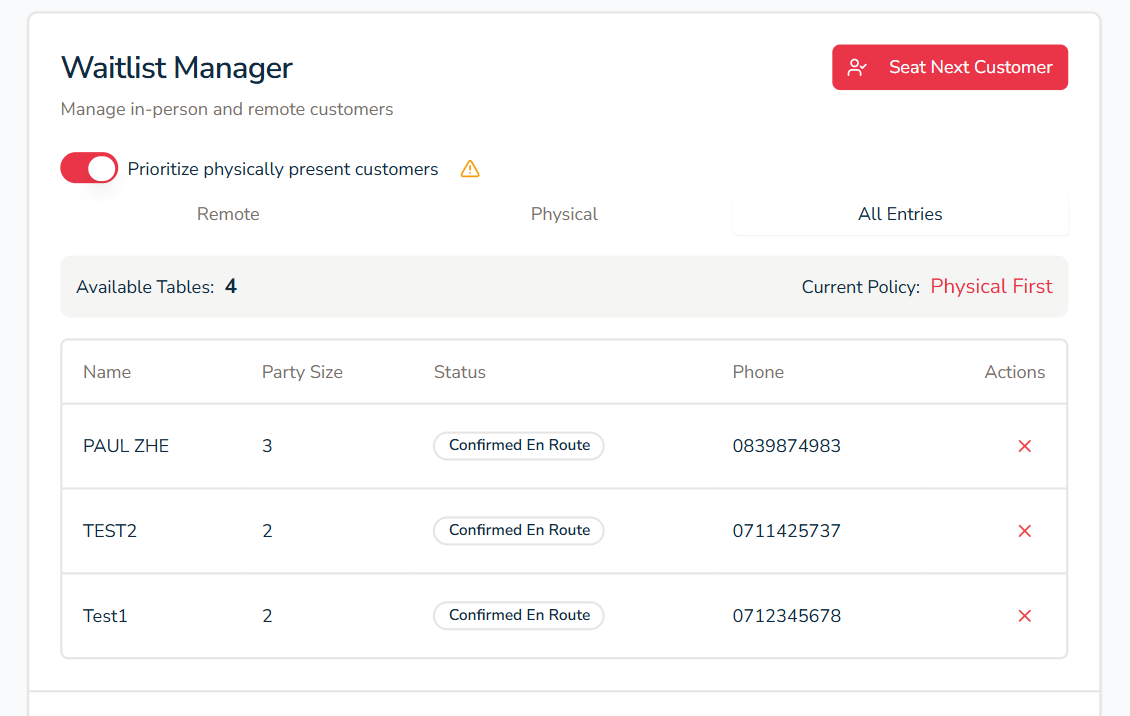 Waitlist Manager
Seat Next Customer
Manage in-person and remote customers
Prioritize physically present customers
Remote Physical All Entries
Available Tables: 4 Current Policy: Physical First
Name Party Size Status Phone Actions
PAUL ZHE 3 Confirmed En Route 0839874983
TEST2 2 Confirmed En Route 0711425737
Test1 2 Confirmed En Route 0712345678